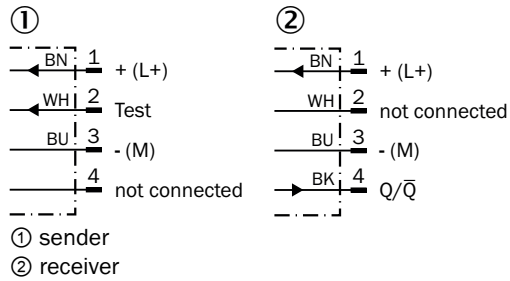 ① ②
BN 1 + (L+) BN 1 + (L+)
WH 2 Test WH 2 not connected
BU 3 - (M) BU 3 - (M)
4 not connected BK 4 Q/Q̅
① sender
② receiver